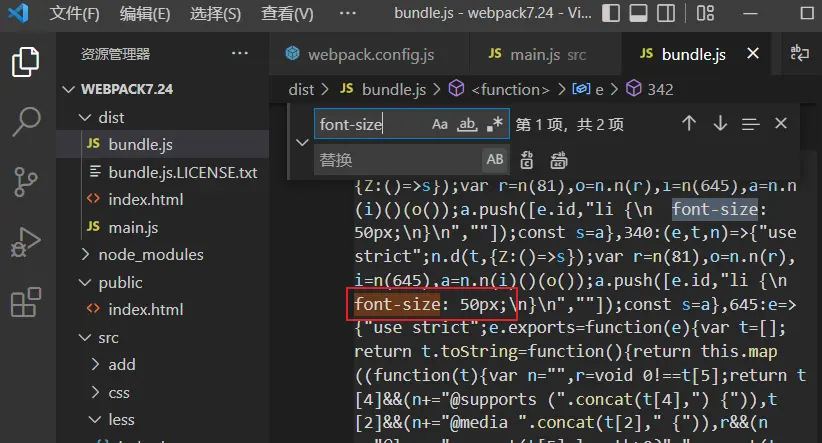 文件(F) 编辑(E) 选择(S) 查看(V) ··· bundle.js - webpack7.24 - Vi...
资源管理器 ···
webpack.config.js JS main.js src JS bundle.js
WEBPACK7.24
dist
JS bundle.js
bundle.js.LICENSE.txt
<> index.html
JS main.js
node_modules
public
<> index.html
src
add
css
less
dist > JS bundle.js > <function> > e > 342
font-size Aa ab .* 第 1 项，共 2 项
替换 AB
{Z:()=>s});var r=n(81),o=n.n(r),i=n(645),a=n.n
(i)()(o());a.push([e.id,"li {\n  font-size:
50px;\n}\n",""]);const s=a},340:(e,t,n)=>{"use
strict";n.d(t,{Z:()=>s});var r=n(81),o=n.n(r),
i=n(645),a=n.n(i)()(o());a.push([e.id,"li {\n
font-size: 50px;\n}\n",""]);const s=a},645:e=>
{"use strict";e.exports=function(e){var t=[];
return t.toString=function(){return this.map
((function(t){var n="",r=void 0!==t[5];return t
[4]&&(n+="@supports (".concat(t[4],") {")),t
[2]&&(n+="@media ".concat(t[2]," {")),r&&(n